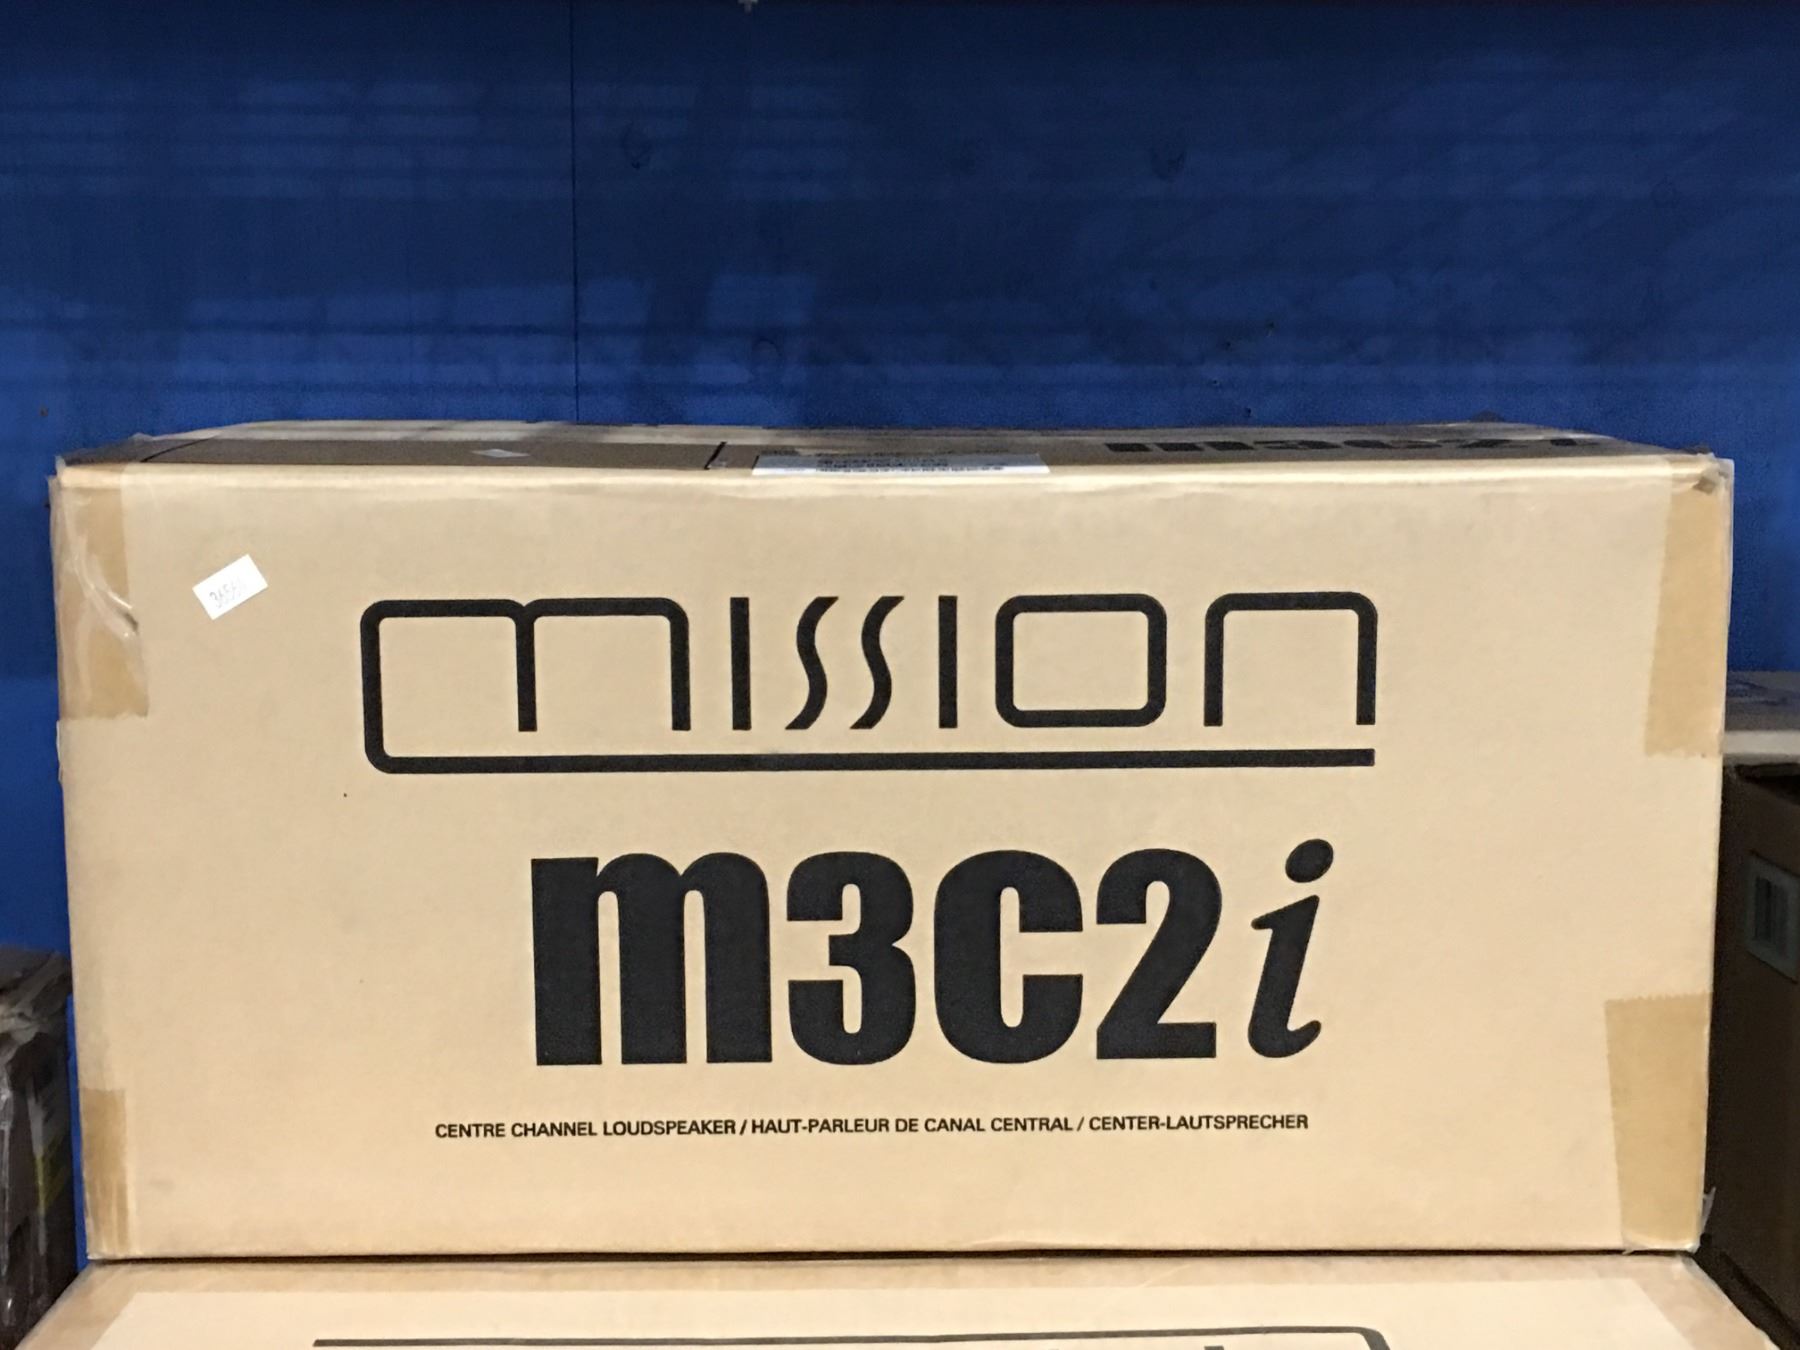 mission
m3C2i
CENTRE CHANNEL LOUDSPEAKER / HAUT-PARLEUR DE CANAL CENTRAL / CENTER-LAUTSPRECHER